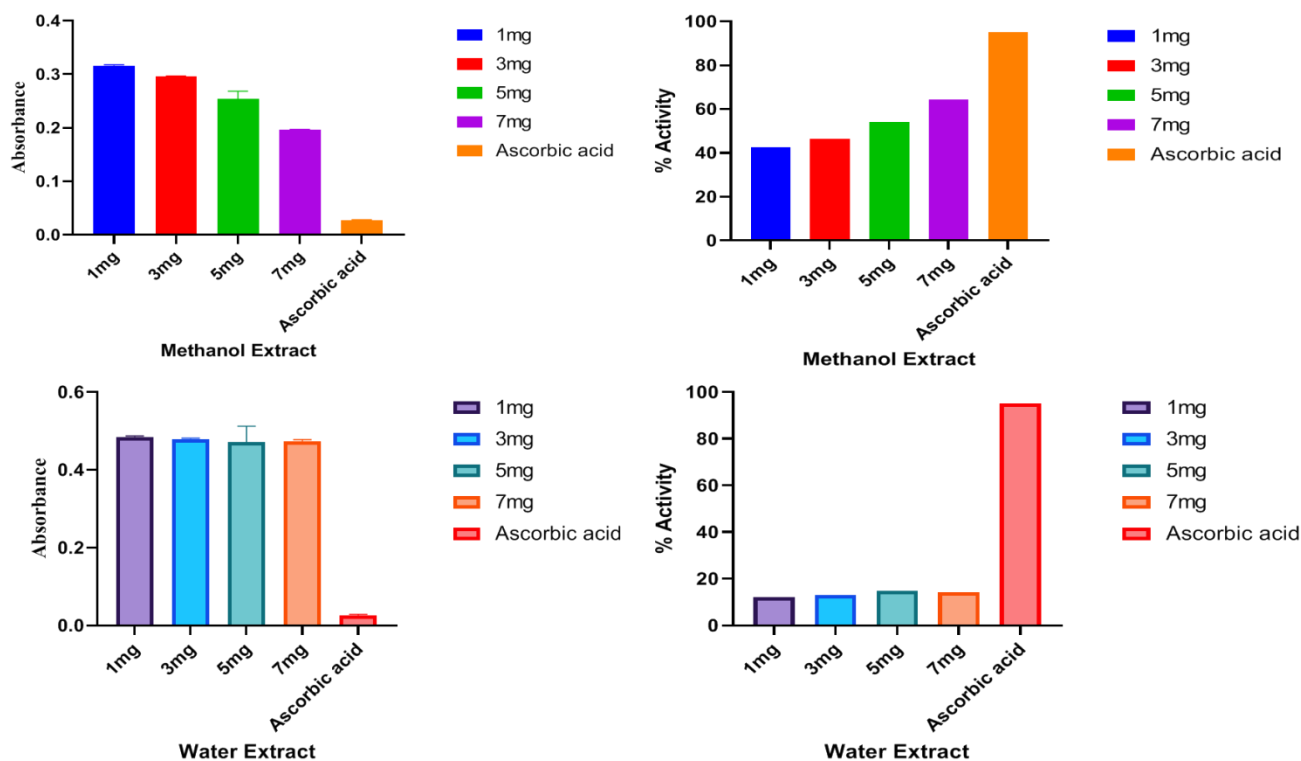 Absorbance
0.4
0.3
0.2
0.1
0.0
1mg
3mg
5mg
7mg
Ascorbic acid
Methanol Extract
1mg
3mg
5mg
7mg
Ascorbic acid
% Activity
100
80
60
40
20
0
1mg
3mg
5mg
7mg
Ascorbic acid
Methanol Extract
1mg
3mg
5mg
7mg
Ascorbic acid
Absorbance
0.6
0.4
0.2
0.0
1mg
3mg
5mg
7mg
Ascorbic acid
Water Extract
1mg
3mg
5mg
7mg
Ascorbic acid
% Activity
100
80
60
40
20
0
1mg
3mg
5mg
7mg
Ascorbic acid
Water Extract
1mg
3mg
5mg
7mg
Ascorbic acid